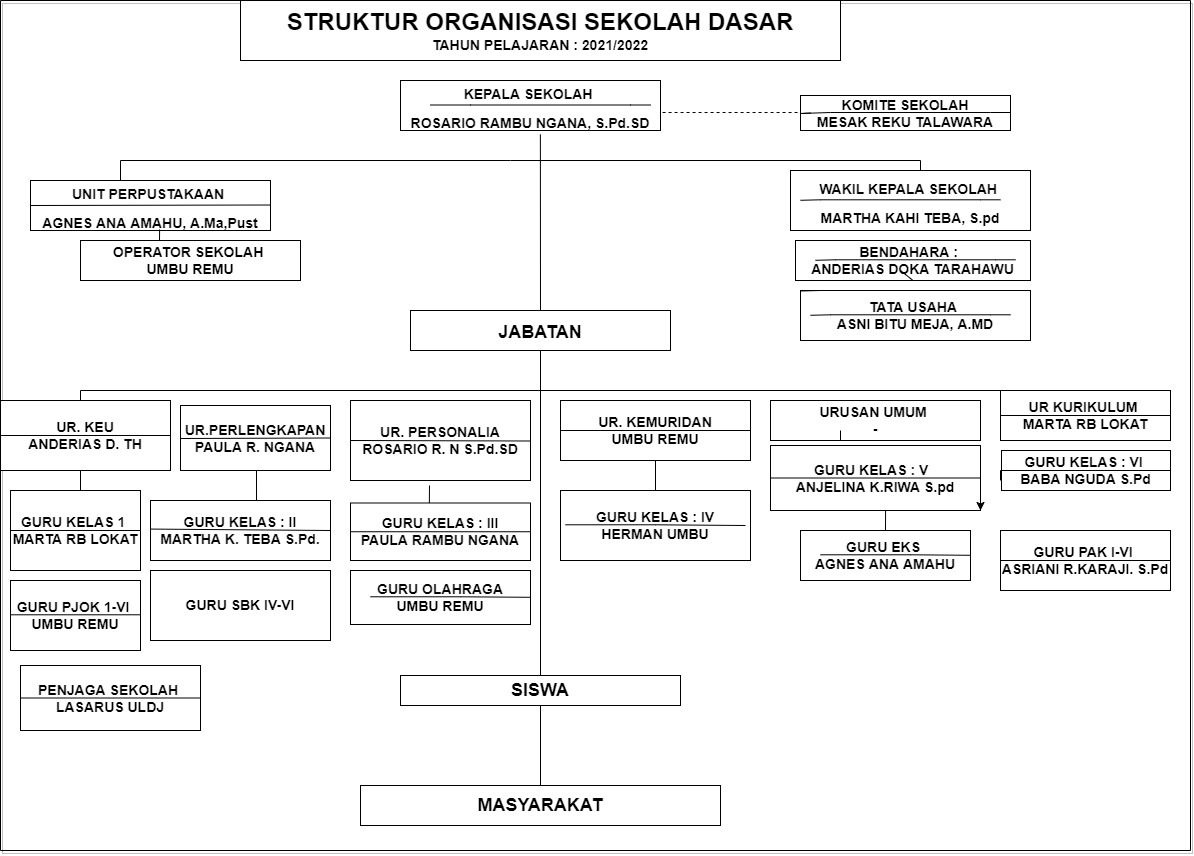 STRUKTUR ORGANISASI SEKOLAH DASAR
TAHUN PELAJARAN : 2021/2022
KEPALA SEKOLAH
ROSARIO RAMBU NGANA, S.Pd.SD
KOMITE SEKOLAH
MESAK REKU TALAWARA
UNIT PERPUSTAKAAN
AGNES ANA AMAHU, A.Ma,Pust
OPERATOR SEKOLAH
UMBU REMU
WAKIL KEPALA SEKOLAH
MARTHA KAHI TEBA, S.pd
BENDAHARA :
ANDERIAS DOKA TARAHAWU
TATA USAHA
ASNI BITU MEJA, A.MD
JABATAN
UR. KEU
ANDERIAS D. TH
UR.PERLENGKAPAN
PAULA R. NGANA
UR. PERSONALIA
ROSARIO R. N S.Pd.SD
UR. KEMURIDAN
UMBU REMU
URUSAN UMUM
-
UR KURIKULUM
MARTA RB LOKAT
GURU KELAS 1
MARTA RB LOKAT
GURU KELAS : II
MARTHA K. TEBA S.Pd.
GURU KELAS : III
PAULA RAMBU NGANA
GURU KELAS : IV
HERMAN UMBU
GURU KELAS : V
ANJELINA K.RIWA S.pd
GURU KELAS : VI
BABA NGUDA S.Pd
GURU PJOK 1-VI
UMBU REMU
GURU SBK IV-VI
GURU OLAHRAGA
UMBU REMU
GURU EKS
AGNES ANA AMAHU
GURU PAK I-VI
ASRIANI R.KARAJI. S.Pd
PENJAGA SEKOLAH
LASARUS ULDJ
SISWA
MASYARAKAT